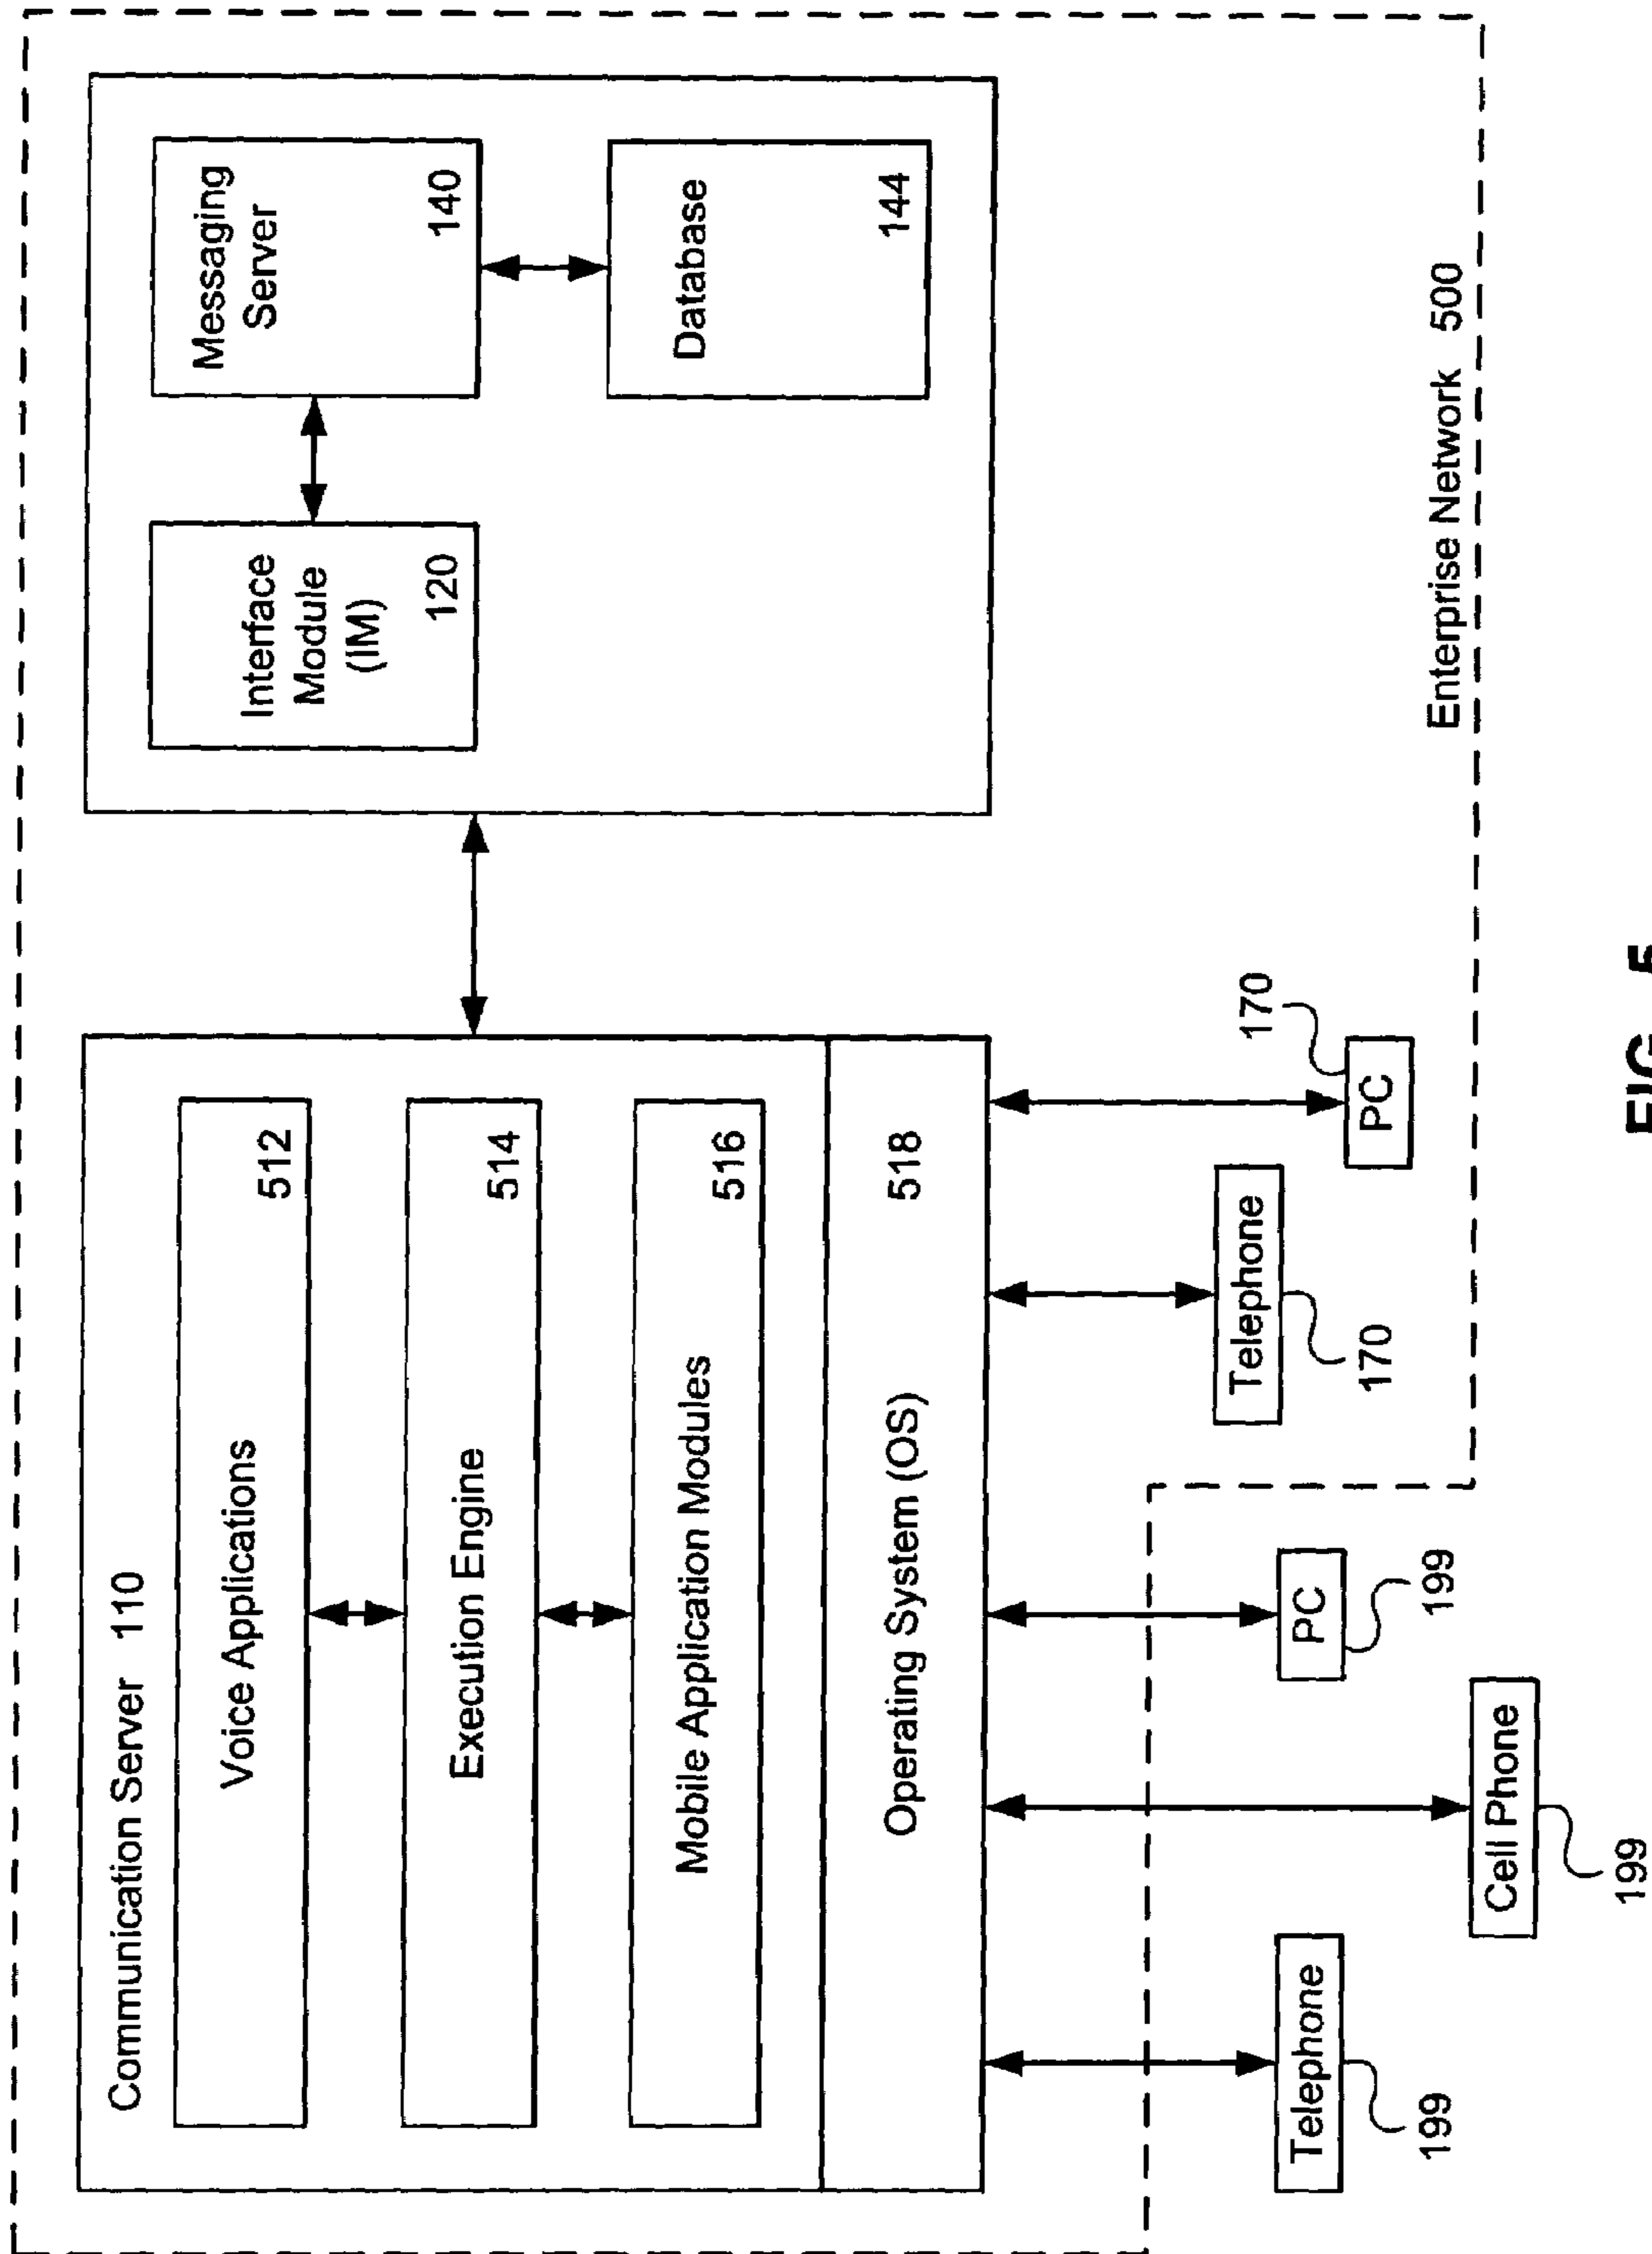 Communication Server 110
Voice Applications
512
Execution Engine
514
Mobile Application Modules
516
Operating System (OS)
518
Interface
Module
(IM)
120
Messaging
Server
140
Database
144
Telephone
199
Cell Phone
199
PC
199
Telephone
170
PC
170
Enterprise Network 500
FIG. 5